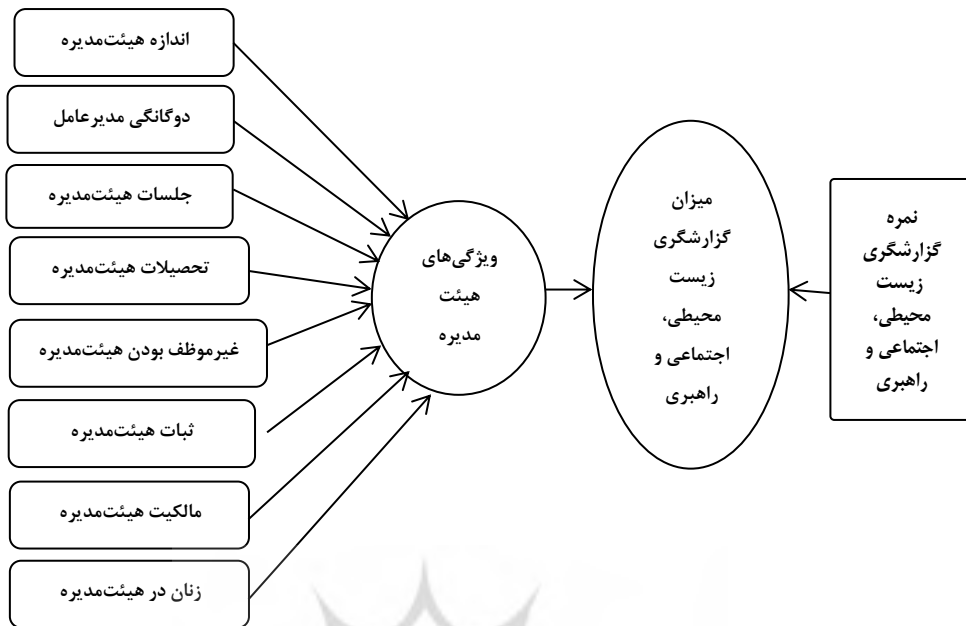 اندازه هیئت‌مدیره
دوگانگی مدیرعامل
جلسات هیئت‌مدیره
تحصیلات هیئت‌مدیره
غیرموظف بودن هیئت‌مدیره
ثبات هیئت‌مدیره
مالکیت هیئت‌مدیره
زنان در هیئت‌مدیره
ویژگی‌های
هیئت
مدیره
میزان
گزارشگری
زیست
محیطی،
اجتماعی و
راهبری
نمره
گزارشگری
زیست
محیطی،
اجتماعی و
راهبری